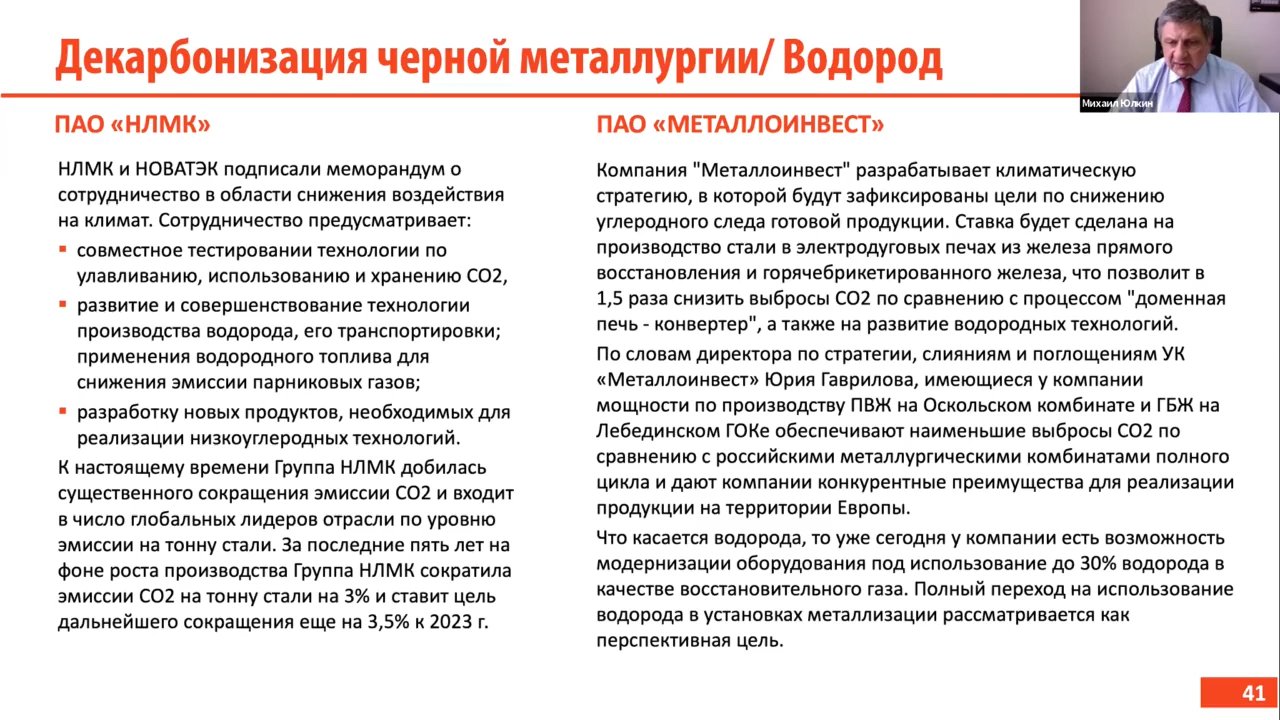 Декарбонизация черной металлургии/ Водород
Михаил Юлкин
ПАО «НЛМК»
НЛМК и НОВАТЭК подписали меморандум о
сотрудничество в области снижения воздействия
на климат. Сотрудничество предусматривает:
▪ совместное тестировании технологии по
улавливанию, использованию и хранению СО2,
▪ развитие и совершенствование технологии
производства водорода, его транспортировки;
применения водородного топлива для
снижения эмиссии парниковых газов;
▪ разработку новых продуктов, необходимых для
реализации низкоуглеродных технологий.
К настоящему времени Группа НЛМК добилась
существенного сокращения эмиссии СО2 и входит
в число глобальных лидеров отрасли по уровню
эмиссии на тонну стали. За последние пять лет на
фоне роста производства Группа НЛМК сократила
эмиссии СО2 на тонну стали на 3% и ставит цель
дальнейшего сокращения еще на 3,5% к 2023 г.
ПАО «МЕТАЛЛОИНВЕСТ»
Компания "Металлоинвест" разрабатывает климатическую
стратегию, в которой будут зафиксированы цели по снижению
углеродного следа готовой продукции. Ставка будет сделана на
производство стали в электродуговых печах из железа прямого
восстановления и горячебрикетированного железа, что позволит в
1,5 раза снизить выбросы СО2 по сравнению с процессом "доменная
печь - конвертер", а также на развитие водородных технологий.
По словам директора по стратегии, слияниям и поглощениям УК
«Металлоинвест» Юрия Гаврилова, имеющиеся у компании
мощности по производству ПВЖ на Оскольском комбинате и ГБЖ на
Лебединском ГОКе обеспечивают наименьшие выбросы СО2 по
сравнению с российскими металлургическими комбинатами полного
цикла и дают компании конкурентные преимущества для реализации
продукции на территории Европы.
Что касается водорода, то уже сегодня у компании есть возможность
модернизации оборудования под использование до 30% водорода в
качестве восстановительного газа. Полный переход на использование
водорода в установках металлизации рассматривается как
перспективная цель.
41